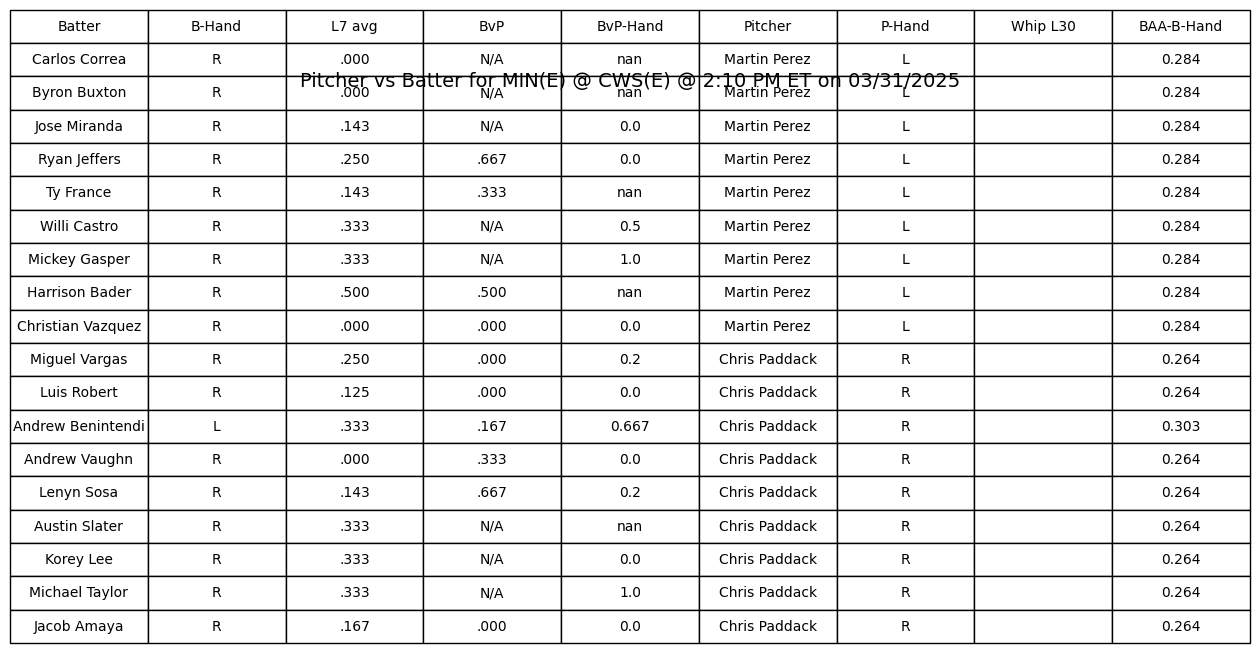 Batter B-Hand L7 avg BvP BvP-Hand Pitcher P-Hand Whip L30 BAA-B-Hand
Carlos Correa R .000 N/A nan Martin Perez L 0.284
Pitcher vs Batter for MIN(E) @ CWS(E) @ 2:10 PM ET on 03/31/2025
Byron Buxton R .000 N/A nan Martin Perez L 0.284
Jose Miranda R .143 N/A 0.0 Martin Perez L 0.284
Ryan Jeffers R .250 .667 0.0 Martin Perez L 0.284
Ty France R .143 .333 nan Martin Perez L 0.284
Willi Castro R .333 N/A 0.5 Martin Perez L 0.284
Mickey Gasper R .333 N/A 1.0 Martin Perez L 0.284
Harrison Bader R .500 .500 nan Martin Perez L 0.284
Christian Vazquez R .000 .000 0.0 Martin Perez L 0.284
Miguel Vargas R .250 .000 0.2 Chris Paddack R 0.264
Luis Robert R .125 .000 0.0 Chris Paddack R 0.264
Andrew Benintendi L .333 .167 0.667 Chris Paddack R 0.303
Andrew Vaughn R .000 .333 0.0 Chris Paddack R 0.264
Lenyn Sosa R .143 .667 0.2 Chris Paddack R 0.264
Austin Slater R .333 N/A nan Chris Paddack R 0.264
Korey Lee R .333 N/A 0.0 Chris Paddack R 0.264
Michael Taylor R .333 N/A 1.0 Chris Paddack R 0.264
Jacob Amaya R .167 .000 0.0 Chris Paddack R 0.264